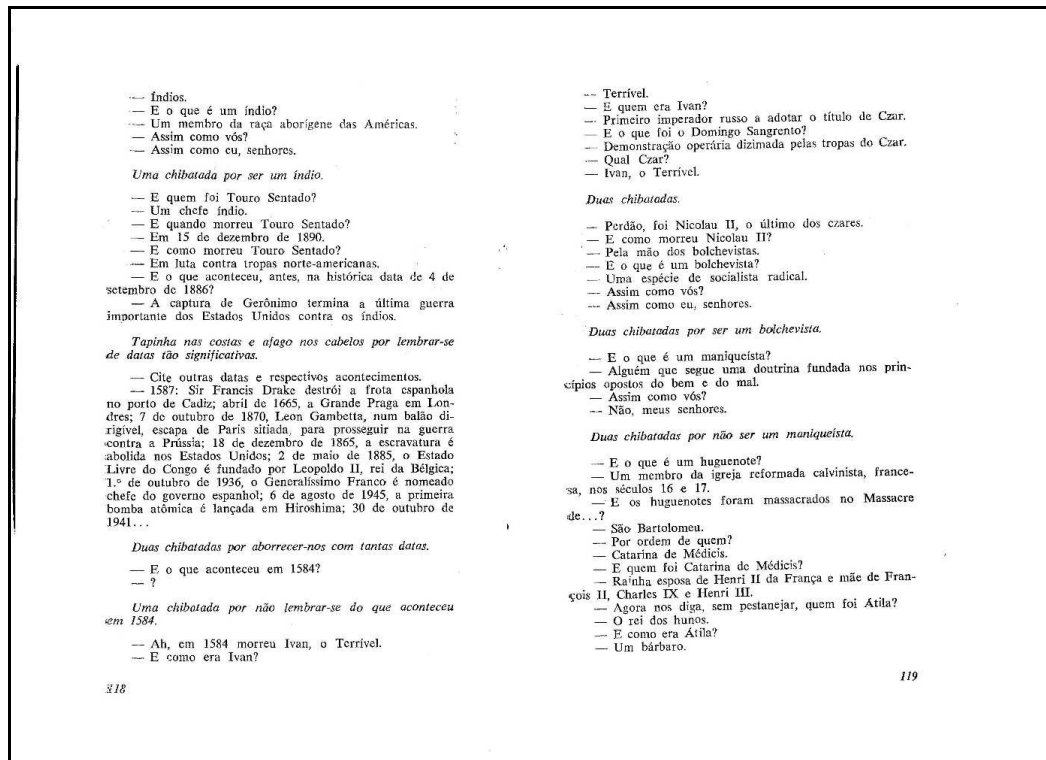 — Índios.
— E o que é um índio?
— Um membro da raça aborígene das Américas.
— Assim como vós?
— Assim como eu, senhores.
Uma chibatada por ser um índio.
— E quem foi Touro Sentado?
— Um chefe índio.
— E quando morreu Touro Sentado?
— Em 15 de dezembro de 1890.
— E como morreu Touro Sentado?
— Em luta contra tropas norte-americanas.
— E o que aconteceu, antes, na histórica data de 4 de
setembro de 1886?
— A captura de Gerônimo termina a última guerra
importante dos Estados Unidos contra os índios.
Tapinha nas costas e afago nos cabelos por lembrar-se
de datas tão significativas.
— Cite outras datas e respectivos acontecimentos.
— 1587: Sir Francis Drake destrói a frota espanhola
no porto de Cadiz; abril de 1665, a Grande Praga em Lon-
dres; 7 de outubro de 1870, Leon Gambetta, num balão di-
rigível, escapa de Paris sitiada, para prosseguir na guerra
contra a Prússia; 18 de dezembro de 1865, a escravatura é
abolida nos Estados Unidos; 2 de maio de 1885, o Estado
Livre do Congo é fundado por Leopoldo II, rei da Bélgica;
1.º de outubro de 1936, o Generalíssimo Franco é nomeado
chefe do governo espanhol; 6 de agosto de 1945, a primeira
bomba atômica é lançada em Hiroshima; 30 de outubro de
1941...
Duas chibatadas por aborrecer-nos com tantas datas.
— E o que aconteceu em 1584?
— ?
Uma chibatada por não lembrar-se do que aconteceu
em 1584.
— Ah, em 1584 morreu Ivan, o Terrível.
— E como era Ivan?
118
— Terrível.
— E quem era Ivan?
— Primeiro imperador russo a adotar o título de Czar.
— E o que foi o Domingo Sangrento?
— Demonstração operária dizimada pelas tropas do Czar.
— Qual Czar?
— Ivan, o Terrível.
Duas chibatadas.
— Perdão, foi Nicolau II, o último dos czares.
— E como morreu Nicolau II?
— Pela mão dos bolchevistas.
— E o que é um bolchevista?
— Uma espécie de socialista radical.
— Assim como vós?
— Assim como eu, senhores.
Duas chibatadas por ser um bolchevista.
— E o que é um maniqueísta?
— Alguém que segue uma doutrina fundada nos prin-
cípios opostos do bem e do mal.
— Assim como vós?
— Não, meus senhores.
Duas chibatadas por não ser um maniqueísta.
— E o que é um huguenote?
— Um membro da igreja reformada calvinista, france-
sa, nos séculos 16 e 17.
— E os huguenotes foram massacrados no Massacre
de...?
— São Bartolomeu.
— Por ordem de quem?
— Catarina de Médicis.
— E quem foi Catarina de Médicis?
— Rainha esposa de Henri II da França e mãe de Fran-
çois II, Charles IX e Henri III.
— Agora nos diga, sem pestanejar, quem foi Átila?
— O rei dos hunos.
— E como era Átila?
— Um bárbaro.
119